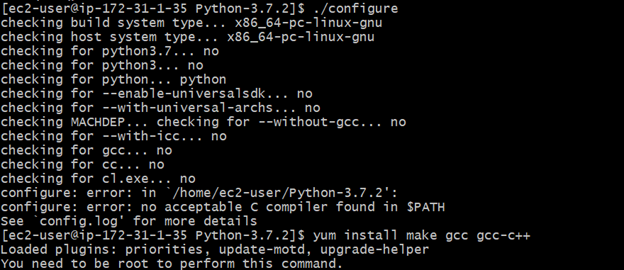 [ec2-user@ip-172-31-1-35 Python-3.7.2]$ ./configure
checking build system type... x86_64-pc-linux-gnu
checking host system type... x86_64-pc-linux-gnu
checking for python3.7... no
checking for python3... no
checking for python... python
checking for --enable-universalsdk... no
checking for --with-universal-archs... no
checking MACHDEP... checking for --without-gcc... no
checking for --with-icc... no
checking for gcc... no
checking for cc... no
checking for cl.exe... no
configure: error: in `/home/ec2-user/Python-3.7.2':
configure: error: no acceptable C compiler found in $PATH
See `config.log' for more details
[ec2-user@ip-172-31-1-35 Python-3.7.2]$ yum install make gcc gcc-c++
Loaded plugins: priorities, update-motd, upgrade-helper
You need to be root to perform this command.